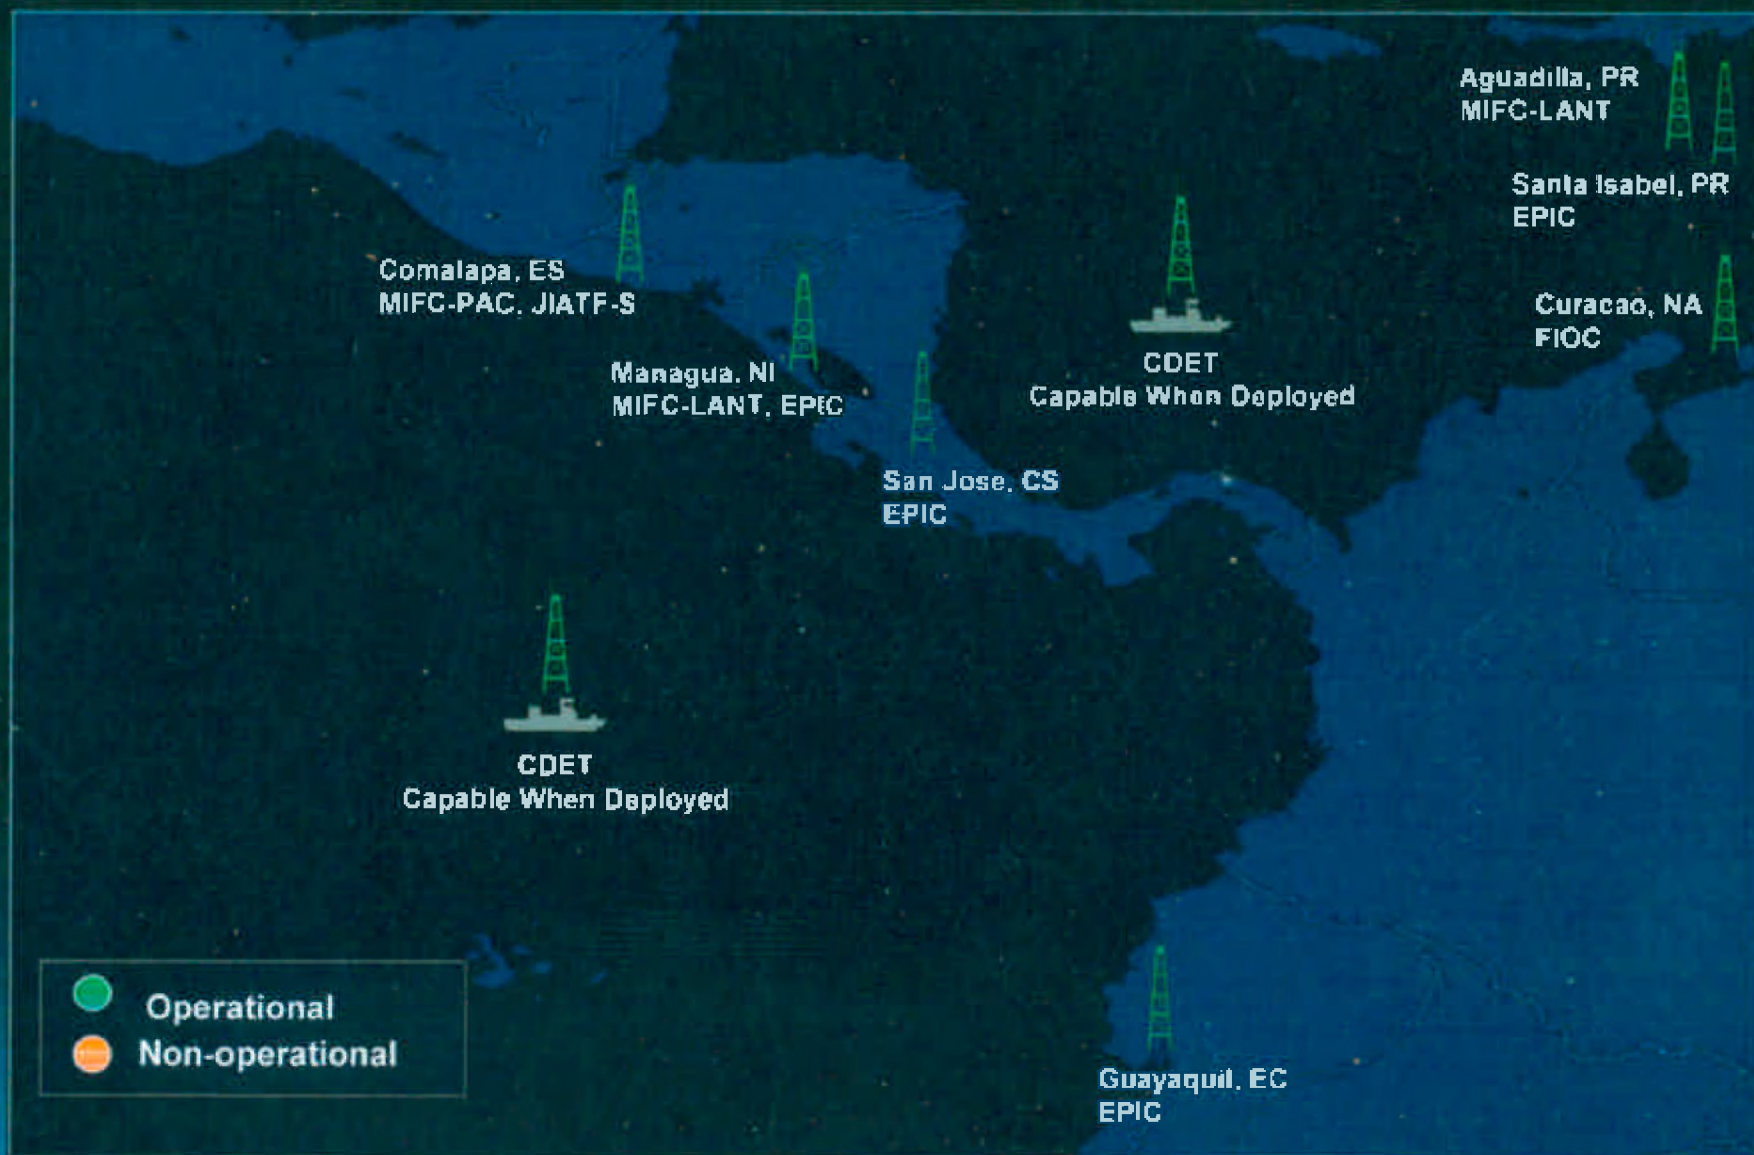 Aguadilla, PR
MIFC-LANT
Santa Isabel, PR
EPIC
Comalapa, ES
MIFC-PAC, JIATF-S
Curacao, NA
FIOC
Managua, NI
MIFC-LANT, EPIC
CDET
Capable When Deployed
San Jose, CS
EPIC
CDET
Capable When Deployed
Operational
Non-operational
Guayaquil, EC
EPIC